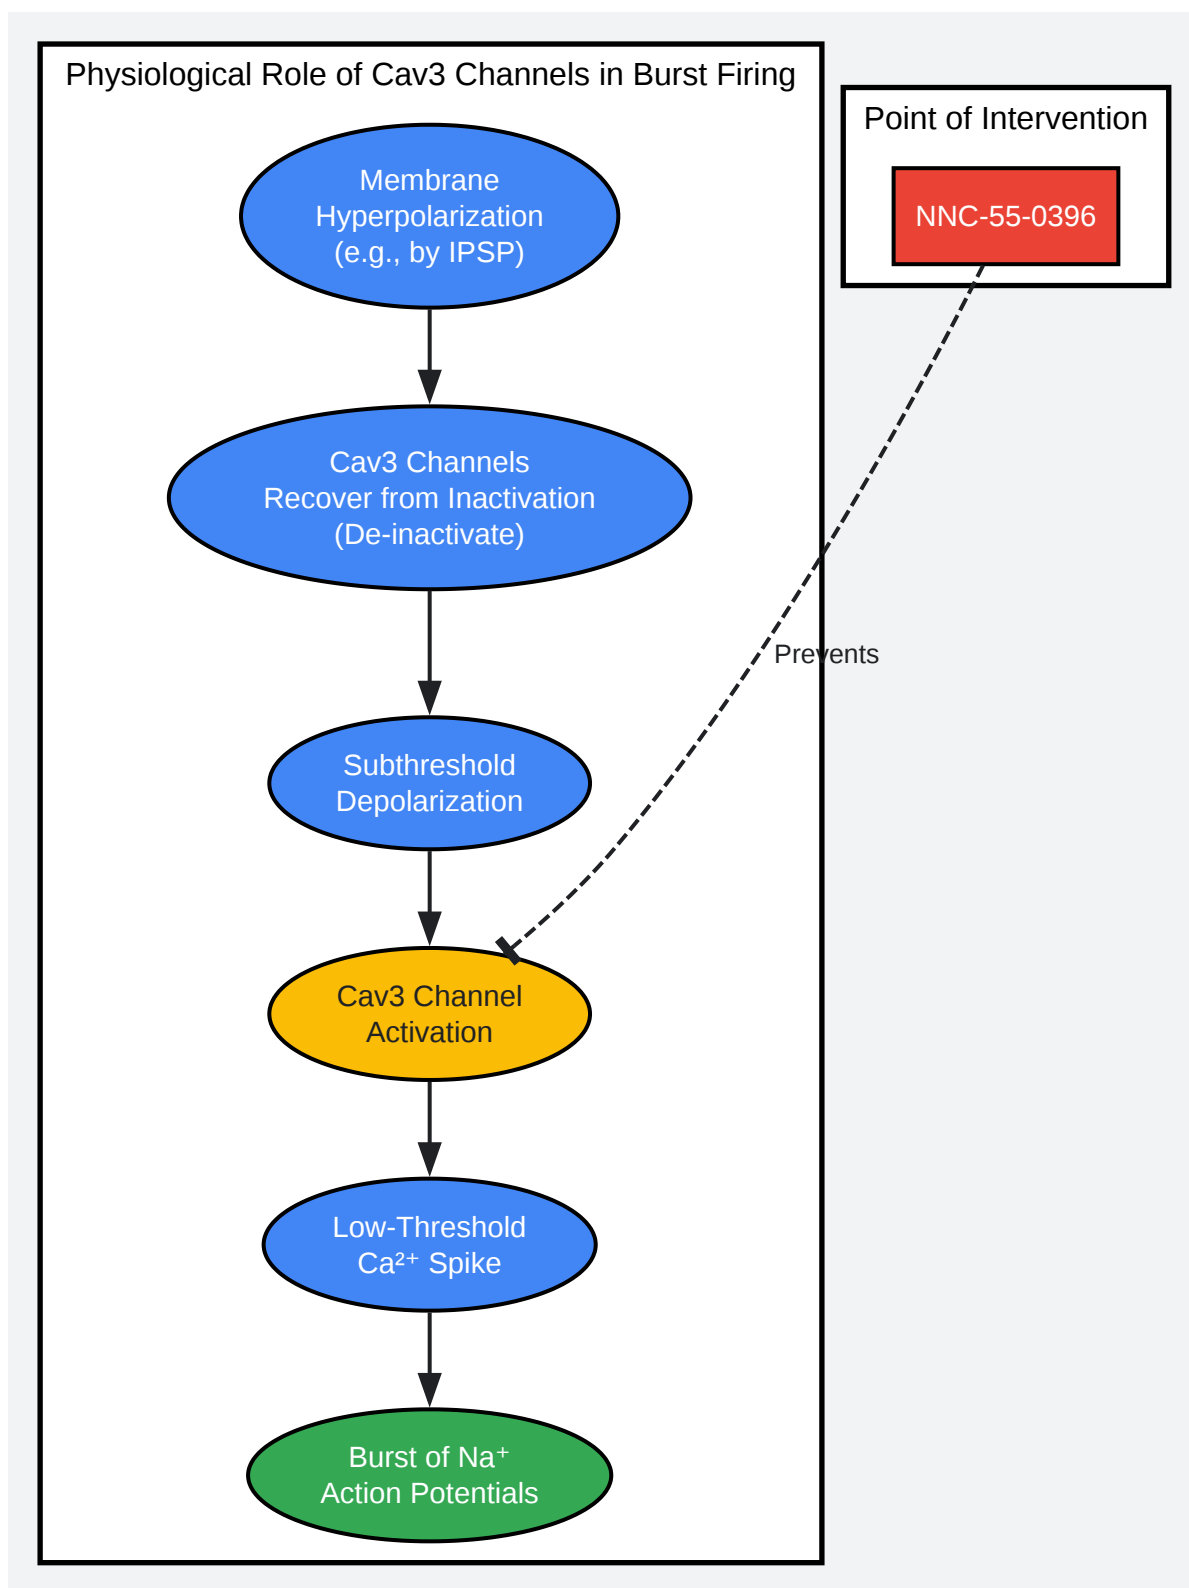 Physiological Role of Cav3 Channels in Burst Firing
Point of Intervention
Membrane
Hyperpolarization
(e.g., by IPSP)
NNC-55-0396
Cav3 Channels
Recover from Inactivation
(De-inactivate)
Prevents
Subthreshold
Depolarization
Cav3 Channel
Activation
Low-Threshold
Ca²⁺ Spike
Burst of Na⁺
Action Potentials